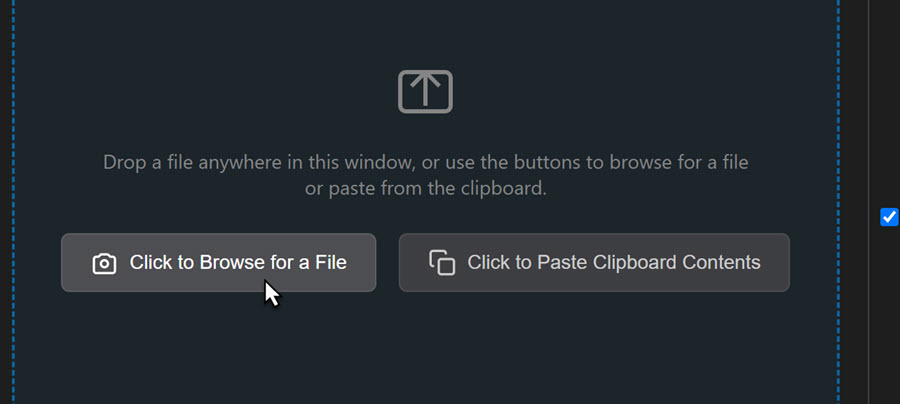 Drop a file anywhere in this window, or use the buttons to browse for a file
or paste from the clipboard.
Click to Browse for a File
Click to Paste Clipboard Contents